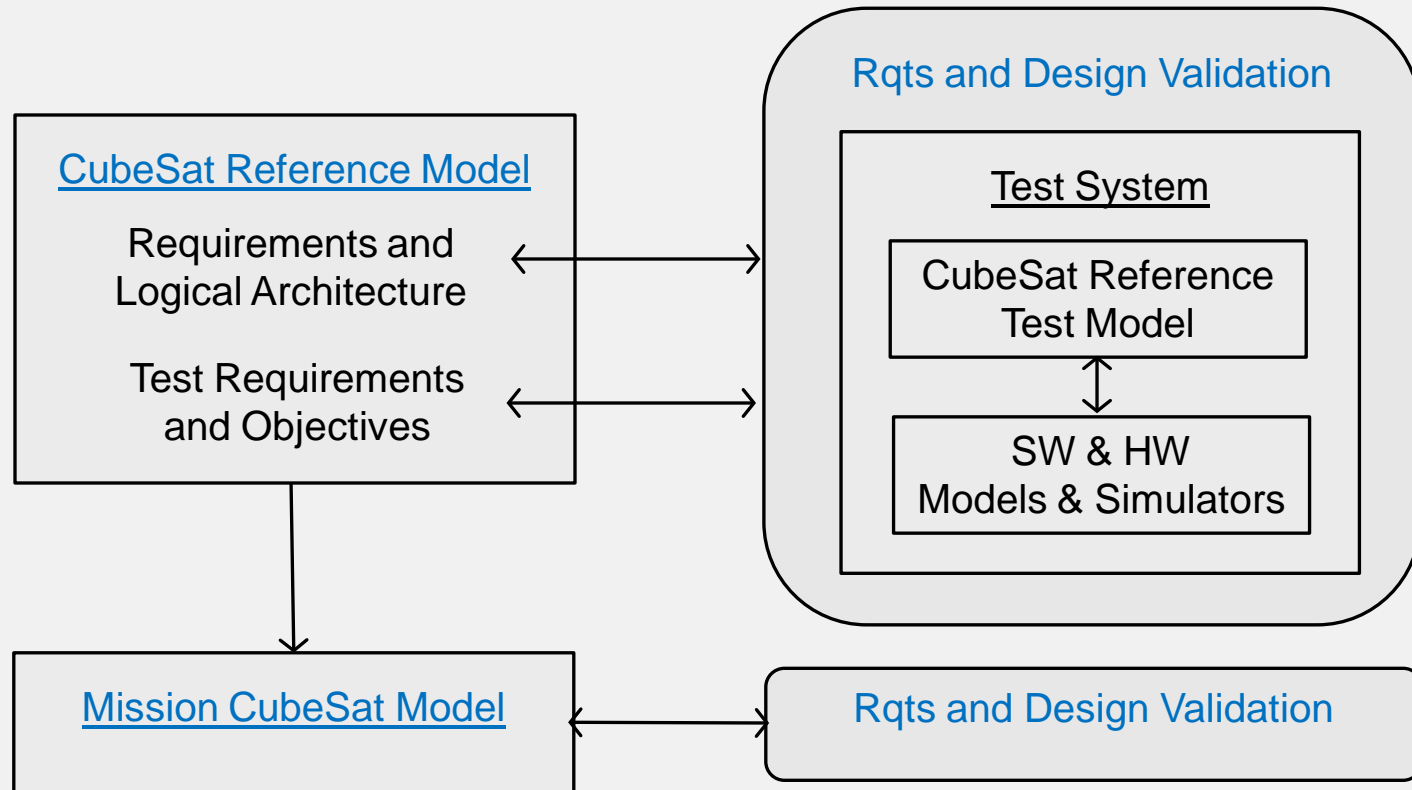 CubeSat Reference Model
Requirements and
Logical Architecture
Test Requirements
and Objectives
Rqts and Design Validation
Test System
CubeSat Reference
Test Model
SW & HW
Models & Simulators
Mission CubeSat Model
Rqts and Design Validation